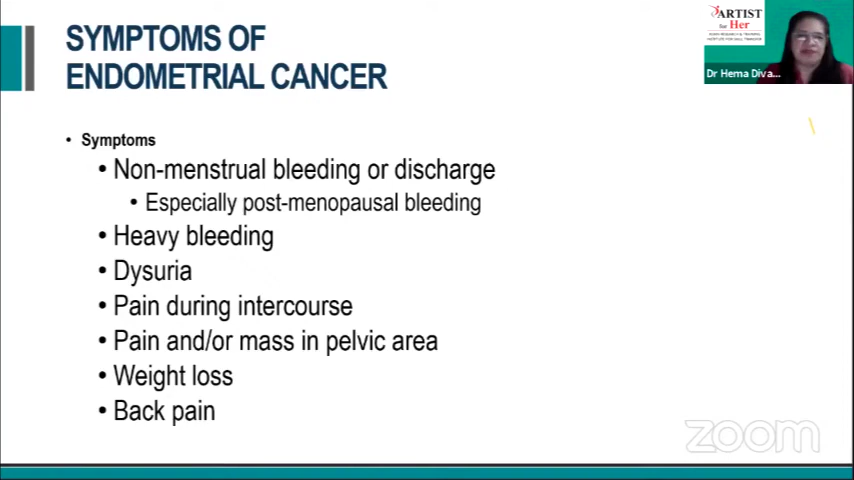 SYMPTOMS OF
ENDOMETRIAL CANCER
• Symptoms
• Non-menstrual bleeding or discharge
• Especially post-menopausal bleeding
• Heavy bleeding
• Dysuria
• Pain during intercourse
• Pain and/or mass in pelvic area
• Weight loss
• Back pain
ARTIST
for Her
Dr Hema Diva...
zoom